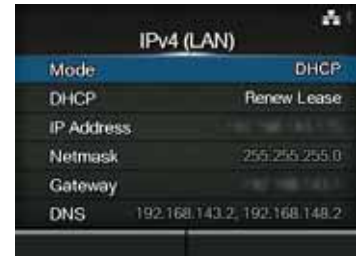 IPv4 (LAN)
Mode DHCP
DHCP Renew Lease
IP Address
Netmask 255.255.255.0
Gateway
DNS 192.168.143.2, 192.168.148.2